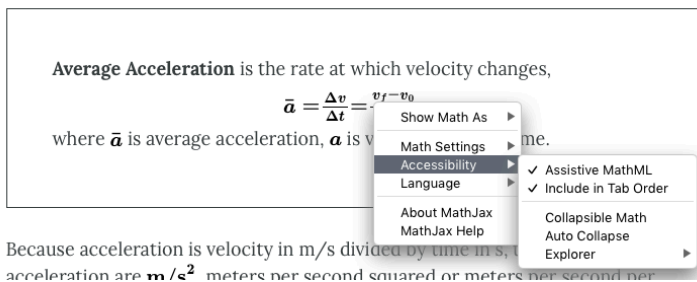 Average Acceleration is the rate at which velocity changes,
ā = Δv/Δt = vf−v0
where ā is average acceleration, a is v me.
Show Math As
Math Settings
Accessibility
Language
About MathJax
MathJax Help
✓ Assistive MathML
✓ Include in Tab Order
Collapsible Math
Auto Collapse
Explorer
Because acceleration is velocity in m/s divided by time in s,
acceleration are m/s², meters per second squared or meters per second per